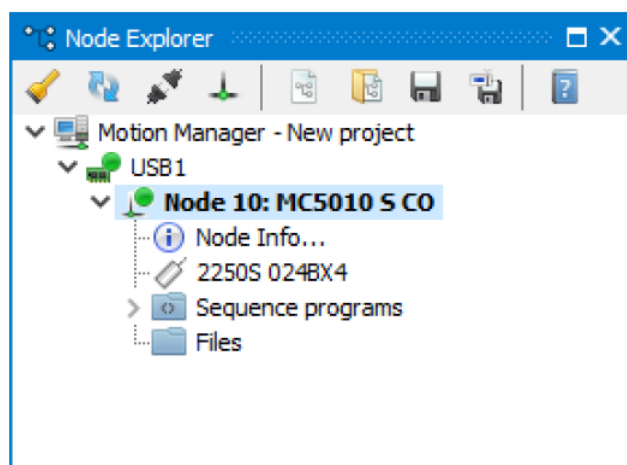 Node Explorer
Motion Manager - New project
USB1
Node 10: MC5010 S CO
Node Info...
2250S 024BX4
Sequence programs
Files